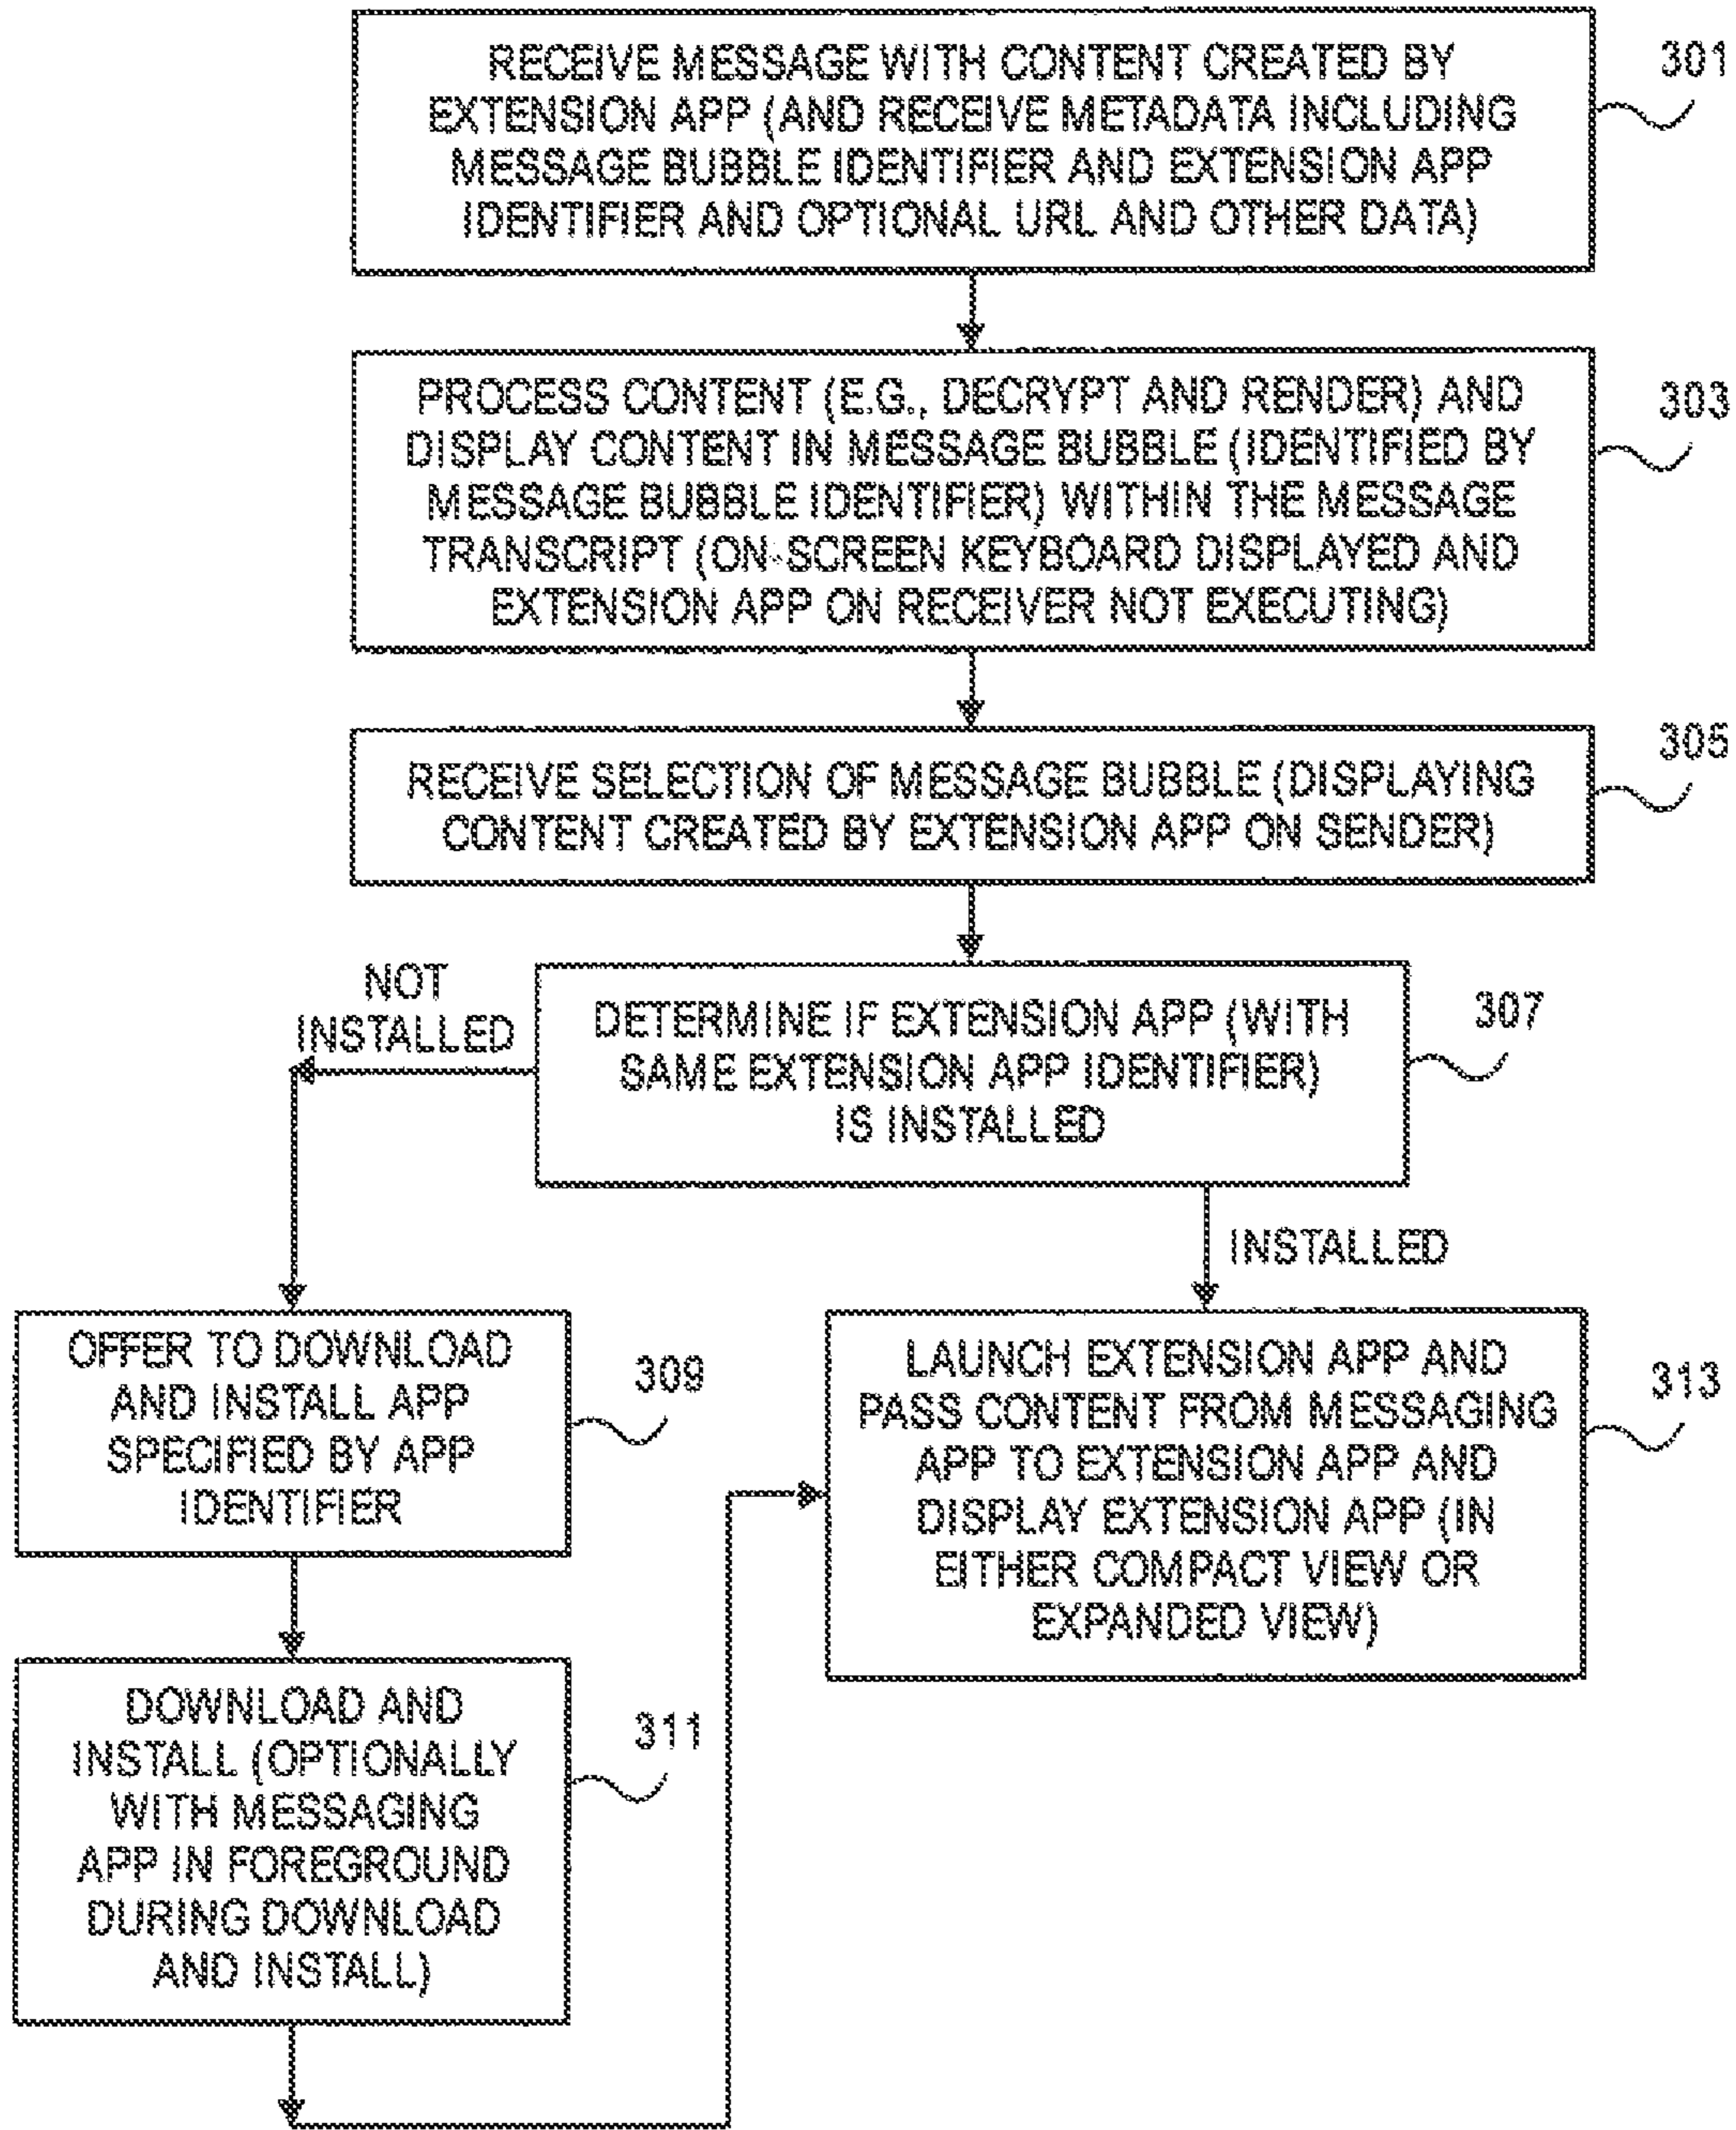 RECEIVE MESSAGE WITH CONTENT CREATED BY
EXTENSION APP (AND RECEIVE METADATA INCLUDING
MESSAGE BUBBLE IDENTIFIER AND EXTENSION APP
IDENTIFIER AND OPTIONAL URL AND OTHER DATA)
301
PROCESS CONTENT (E.G., DECRYPT AND RENDER) AND
DISPLAY CONTENT IN MESSAGE BUBBLE (IDENTIFIED BY
MESSAGE BUBBLE IDENTIFIER) WITHIN THE MESSAGE
TRANSCRIPT (ON-SCREEN KEYBOARD DISPLAYED AND
EXTENSION APP ON RECEIVER NOT EXECUTING)
303
RECEIVE SELECTION OF MESSAGE BUBBLE (DISPLAYING
CONTENT CREATED BY EXTENSION APP ON SENDER)
305
NOT
INSTALLED
DETERMINE IF EXTENSION APP (WITH
SAME EXTENSION APP IDENTIFIER)
IS INSTALLED
307
INSTALLED
OFFER TO DOWNLOAD
AND INSTALL APP
SPECIFIED BY APP
IDENTIFIER
309
LAUNCH EXTENSION APP AND
PASS CONTENT FROM MESSAGING
APP TO EXTENSION APP AND
DISPLAY EXTENSION APP (IN
EITHER COMPACT VIEW OR
EXPANDED VIEW)
313
DOWNLOAD AND
INSTALL (OPTIONALLY
WITH MESSAGING
APP IN FOREGROUND
DURING DOWNLOAD
AND INSTALL)
311